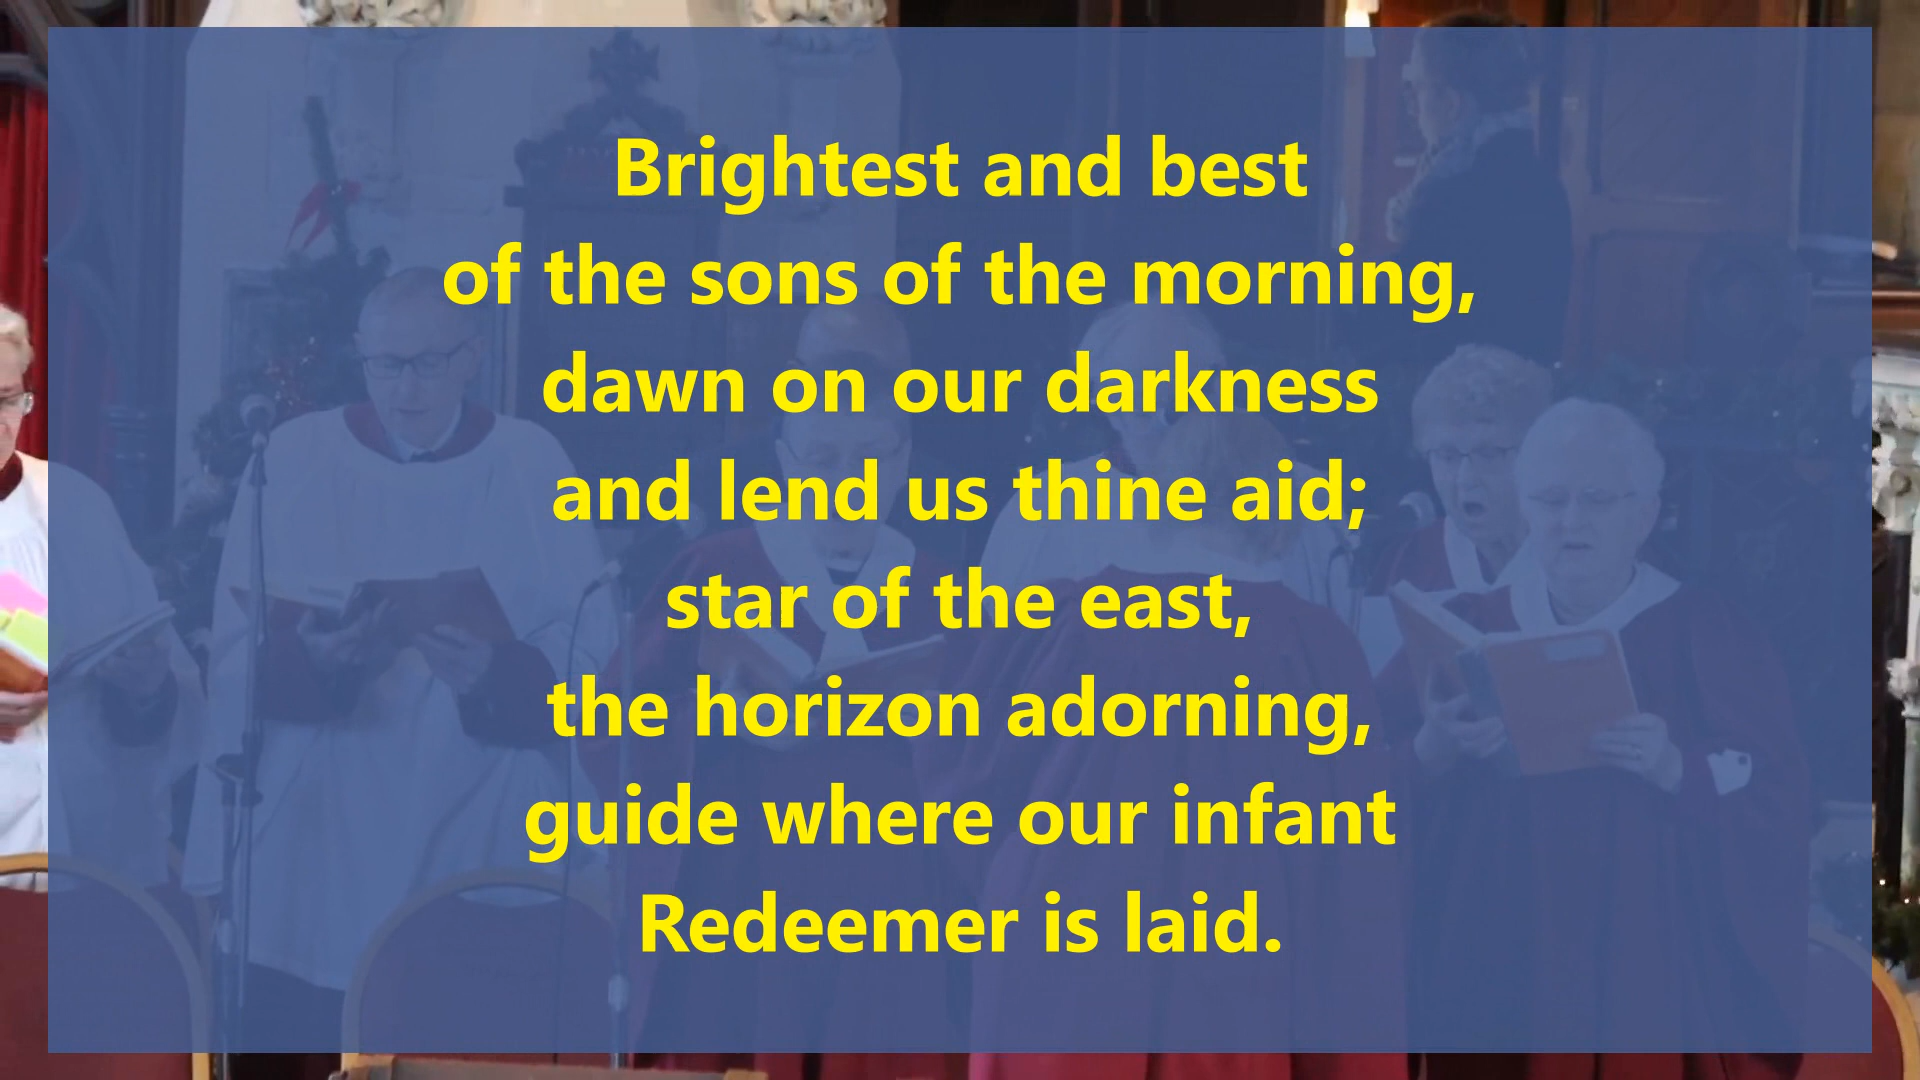 Brightest and best
of the sons of the morning,
dawn on our darkness
and lend us thine aid;
star of the east,
the horizon adorning,
guide where our infant
Redeemer is laid.